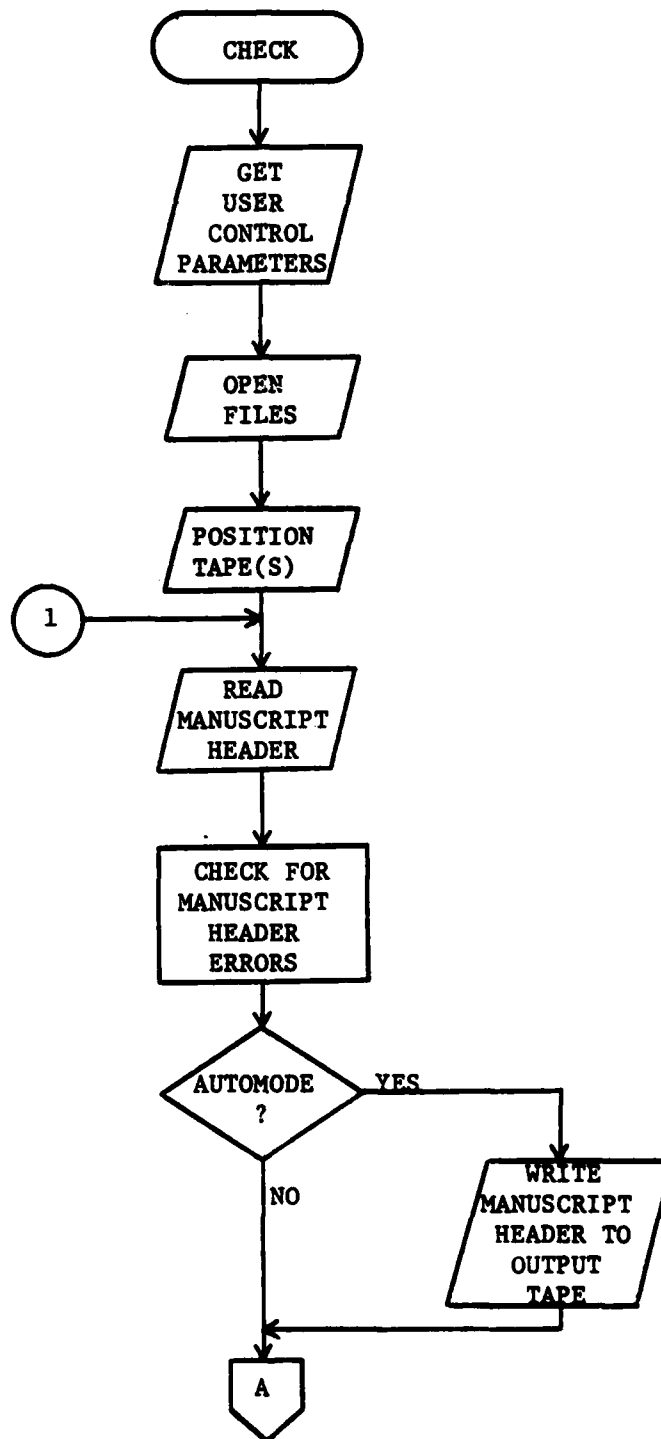 CHECK
GET
USER
CONTROL
PARAMETERS
OPEN
FILES
POSITION
TAPE(S)
1
READ
MANUSCRIPT
HEADER
CHECK FOR
MANUSCRIPT
HEADER
ERRORS
AUTOMODE
?
YES
NO
WRITE
MANUSCRIPT
HEADER TO
OUTPUT
TAPE
A